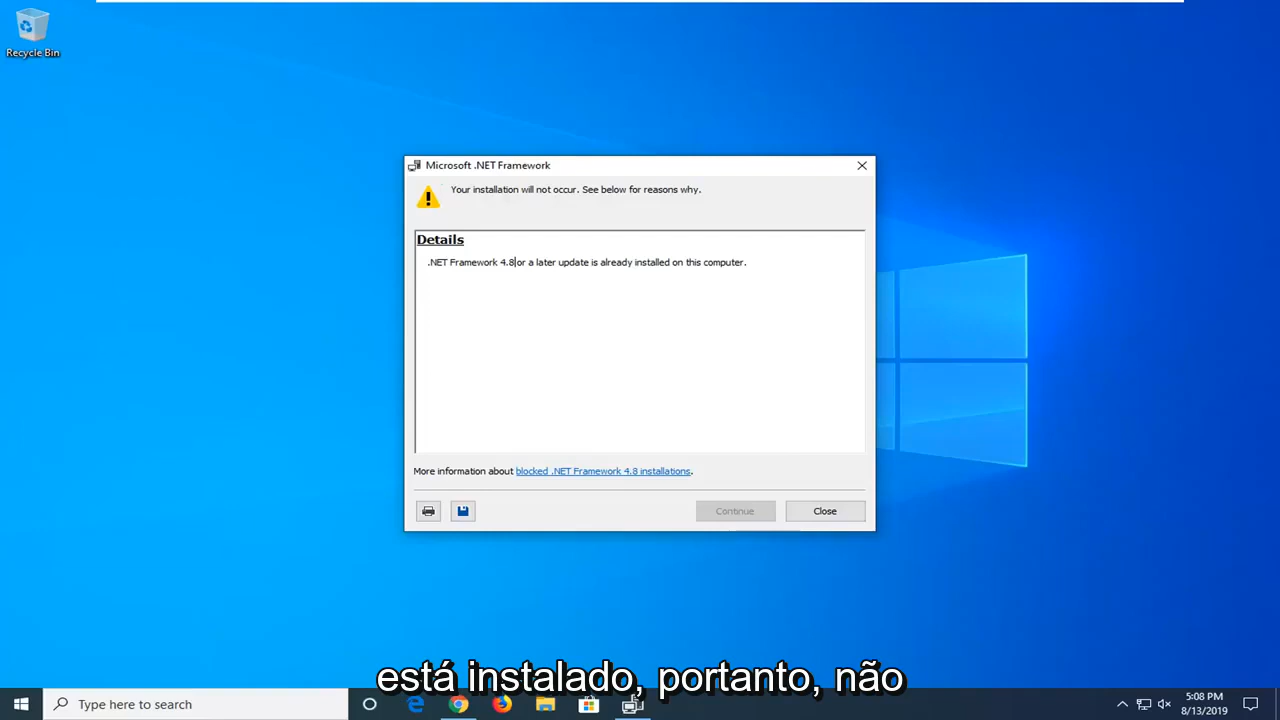 Recycle Bin
Microsoft .NET Framework
Your installation will not occur. See below for reasons why.
Details
.NET Framework 4.8 or a later update is already installed on this computer.
More information about blocked .NET Framework 4.8 installations.
Continue
Close
está instalado, portanto, não
Type here to search
5:08 PM
8/13/2019